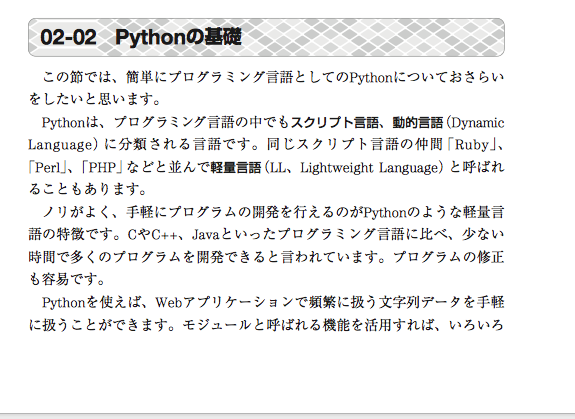 02-02 Pythonの基礎
この節では、簡単にプログラミング言語としてのPythonについておさらい
をしたいと思います。
Pythonは、プログラミング言語の中でもスクリプト言語、動的言語(Dynamic
Language)に分類される言語です。同じスクリプト言語の仲間「Ruby」、
「Perl」、「PHP」などと並んで軽量言語(LL、Lightweight Language)と呼ばれ
ることもあります。
ノリがよく、手軽にプログラムの開発を行えるのがPythonのような軽量言
語の特徴です。CやC++、Javaといったプログラミング言語に比べ、少ない
時間で多くのプログラムを開発できると言われています。プログラムの修正
も容易です。
Pythonを使えば、Webアプリケーションで頻繁に扱う文字列データを手軽
に扱うことができます。モジュールと呼ばれる機能を活用すれば、いろいろ